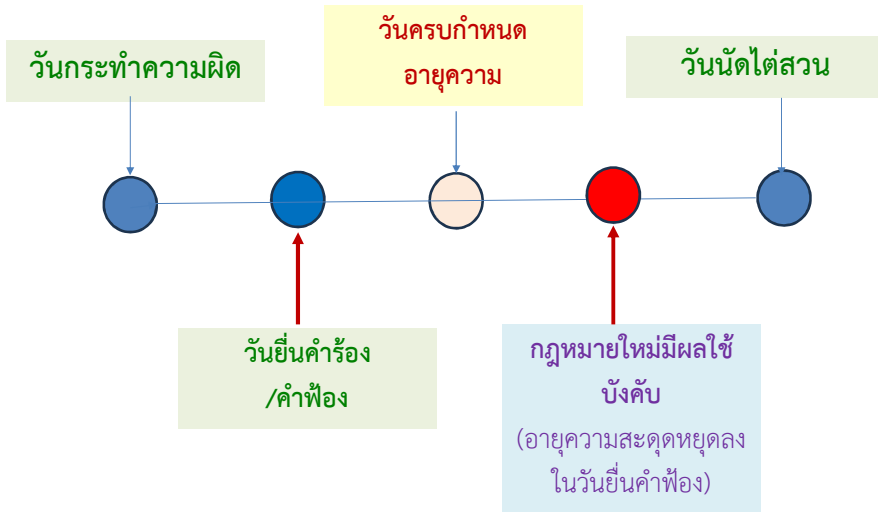 วันครบกำหนด
อายุความ
วันกระทำความผิด
วันนัดไต่สวน
วันยื่นคำร้อง
/คำฟ้อง
กฎหมายใหม่มีผลใช้
บังคับ
(อายุความสะดุดหยุดลง
ในวันยื่นคำฟ้อง)